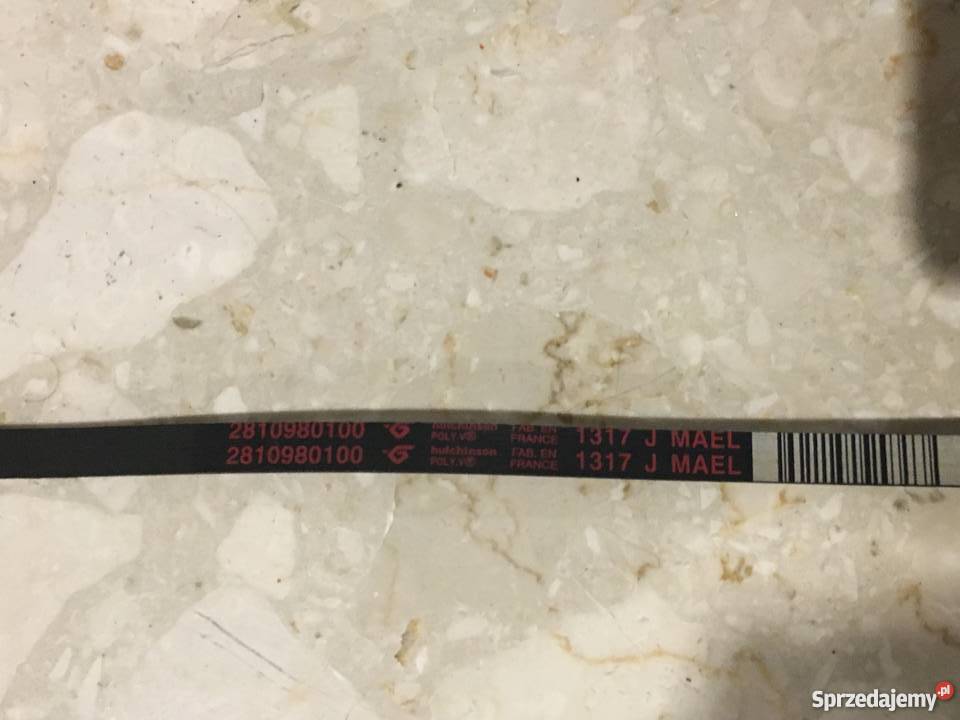 2810980100 hutchinson POLY.V® FAB. EN FRANCE 1317 J MAEL
2810980100 hutchinson POLY.V® FAB. EN FRANCE 1317 J MAEL
Sprzedajemy.pl